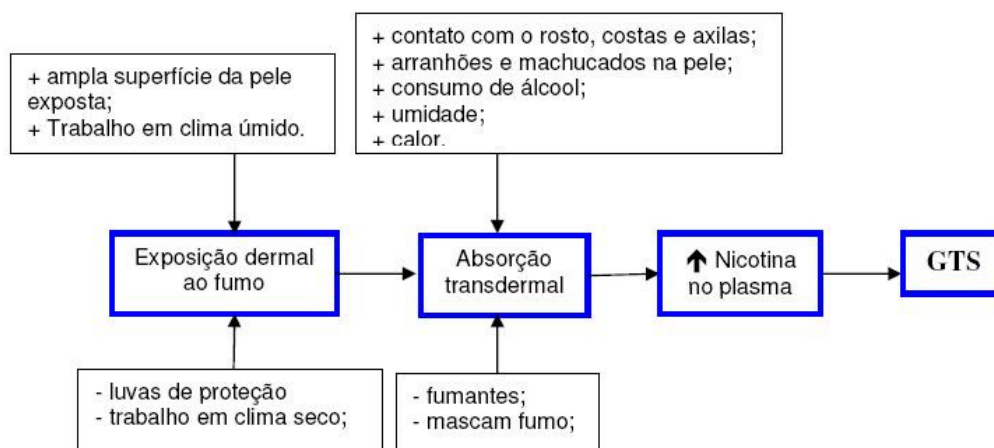 + ampla superfície da pele
exposta;
+ Trabalho em clima úmido.
+ contato com o rosto, costas e axilas;
+ arranhões e machucados na pele;
+ consumo de álcool;
+ umidade;
+ calor.
Exposição dermal
ao fumo
Absorção
transdermal
🡹 Nicotina
no plasma
GTS
- luvas de proteção
- trabalho em clima seco;
- fumantes;
- mascam fumo;